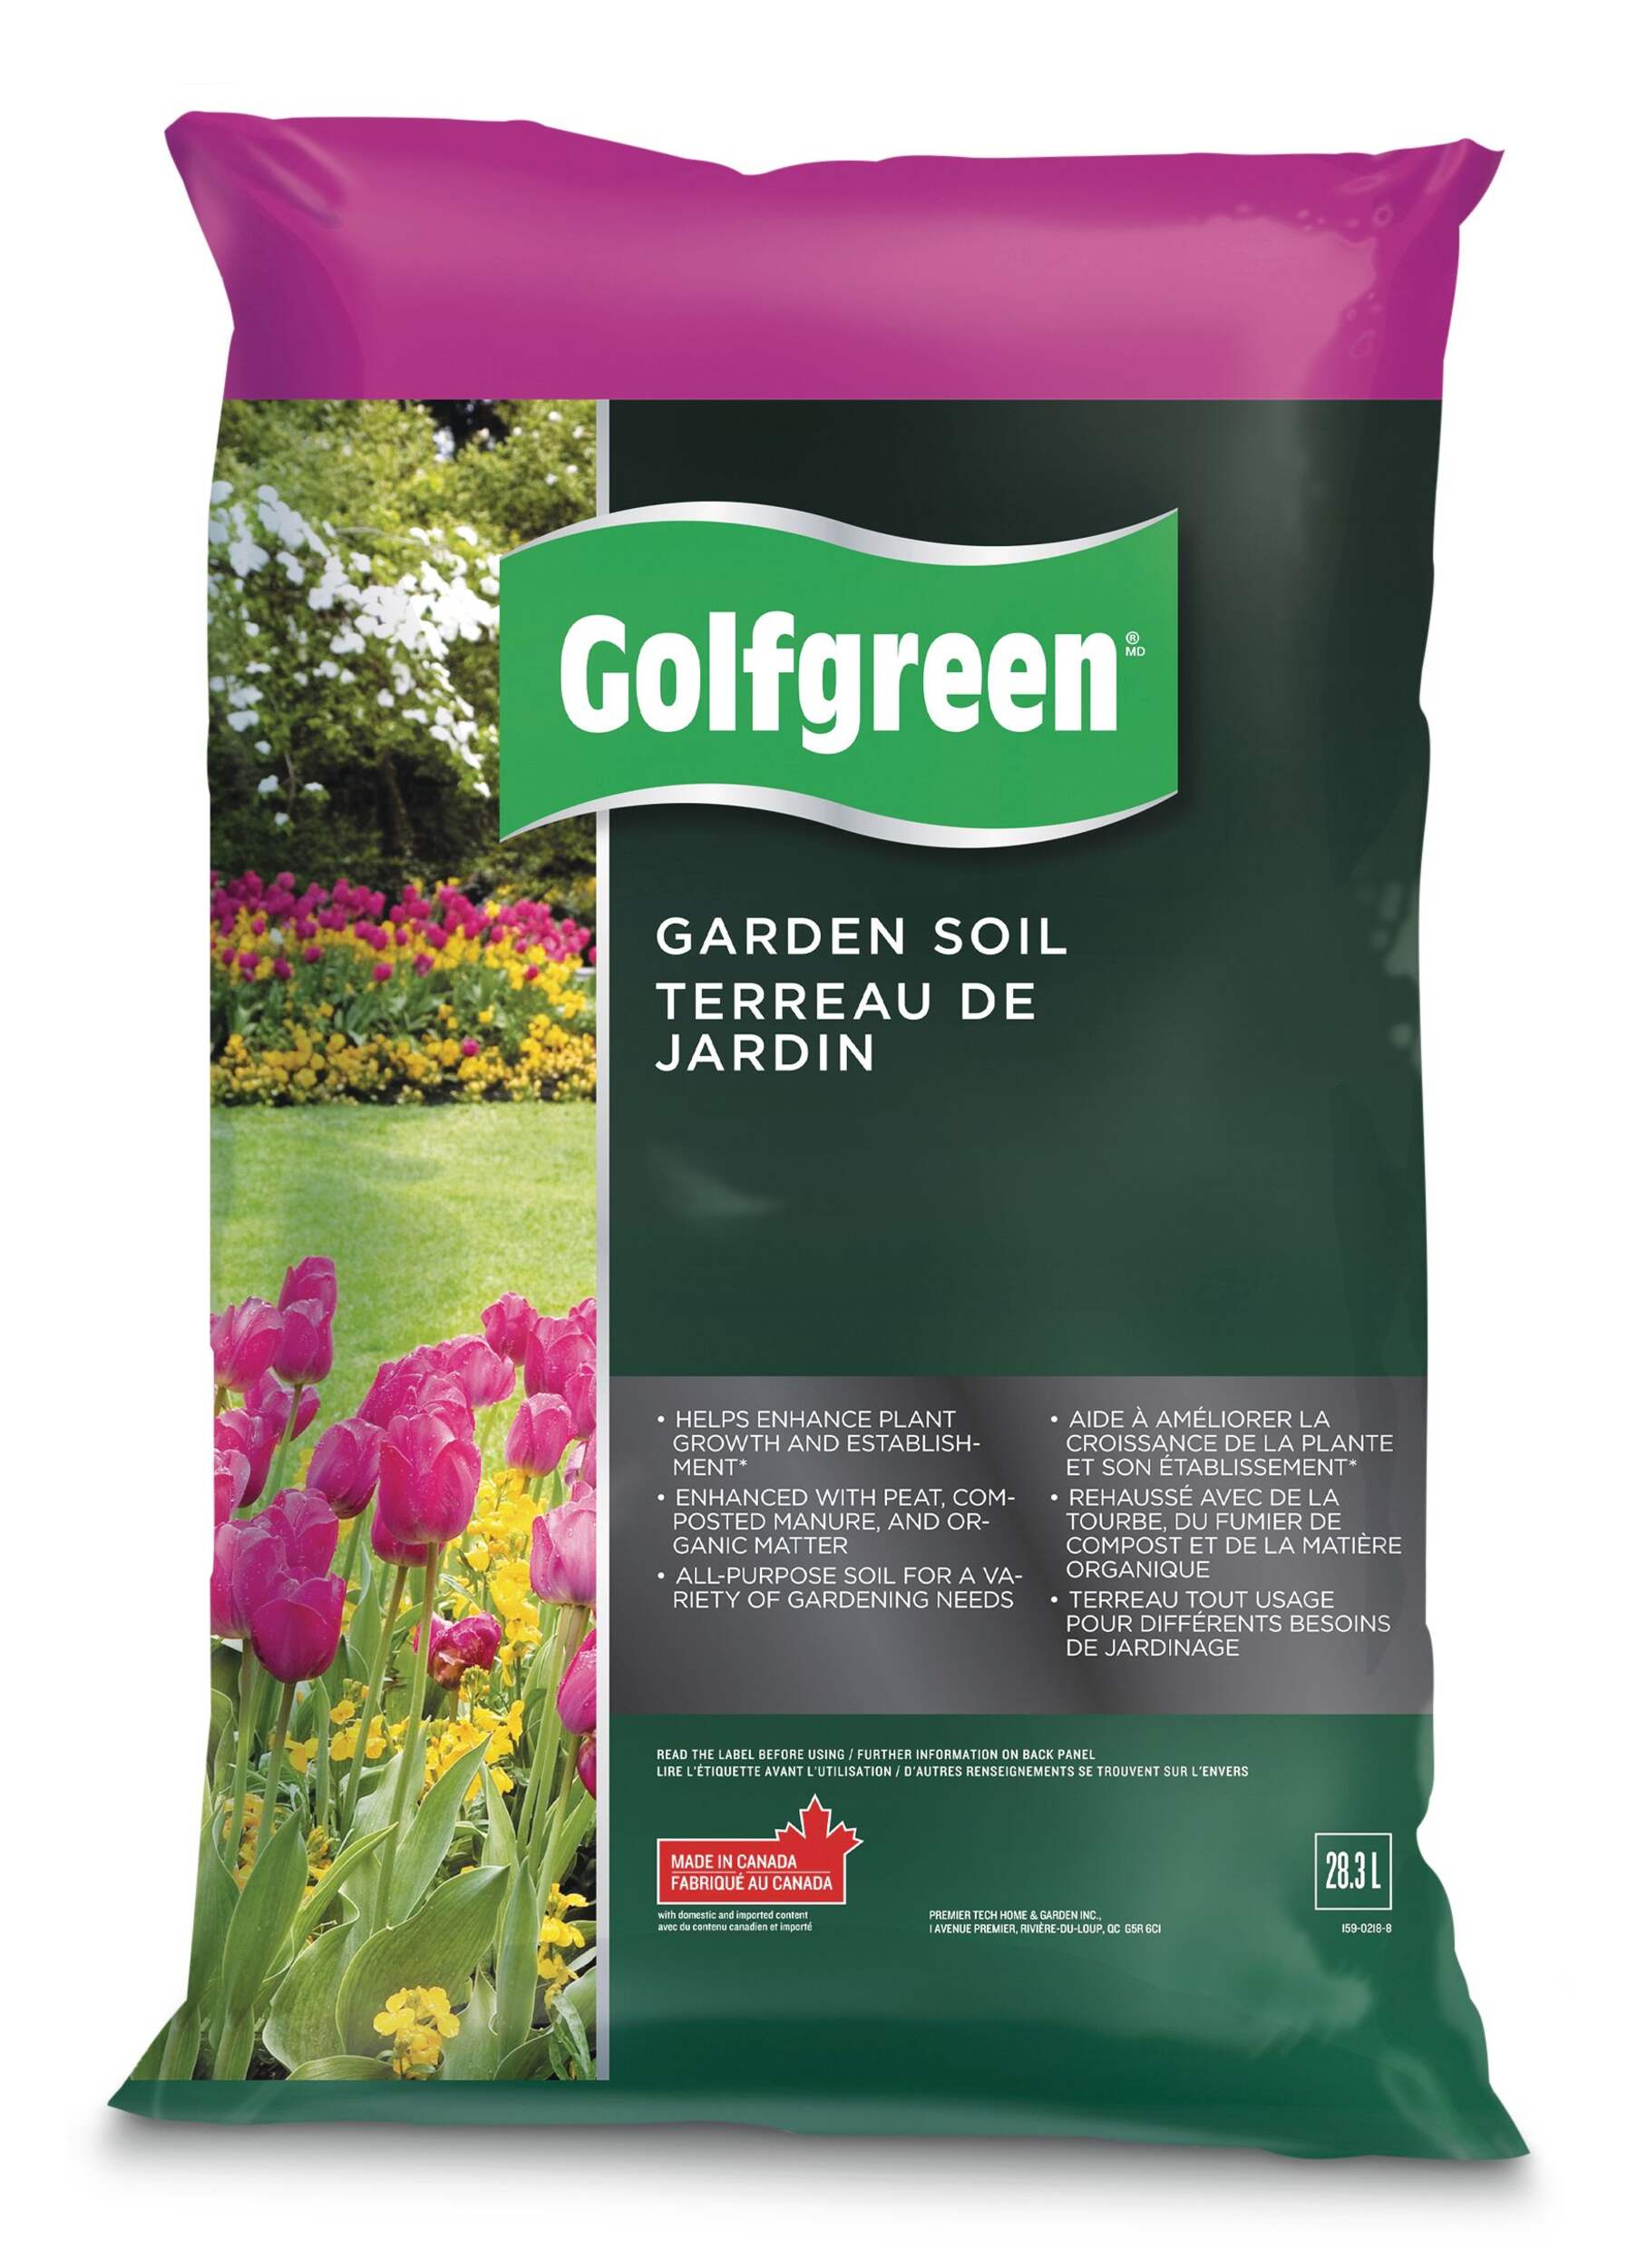 Golfgreen
®
MD
GARDEN SOIL
TERREAU DE
JARDIN
• HELPS ENHANCE PLANT
GROWTH AND ESTABLISH-
MENT*
• ENHANCED WITH PEAT, COM-
POSTED MANURE, AND OR-
GANIC MATTER
• ALL-PURPOSE SOIL FOR A VA-
RIETY OF GARDENING NEEDS
• AIDE À AMÉLIORER LA
CROISSANCE DE LA PLANTE
ET SON ÉTABLISSEMENT*
• REHAUSSÉ AVEC DE LA
TOURBE, DU FUMIER DE
COMPOST ET DE LA MATIÈRE
ORGANIQUE
• TERREAU TOUT USAGE
POUR DIFFÉRENTS BESOINS
DE JARDINAGE
READ THE LABEL BEFORE USING / FURTHER INFORMATION ON BACK PANEL
LIRE L'ÉTIQUETTE AVANT L'UTILISATION / D'AUTRES RENSEIGNEMENTS SE TROUVENT SUR L'ENVERS
MADE IN CANADA
FABRIQUÉ AU CANADA
with domestic and imported content
avec du contenu canadien et importé
PREMIER TECH HOME & GARDEN INC.,
1 AVENUE PREMIER, RIVIÈRE-DU-LOUP, QC G5R 6C1
28.3 L
159-0218-8